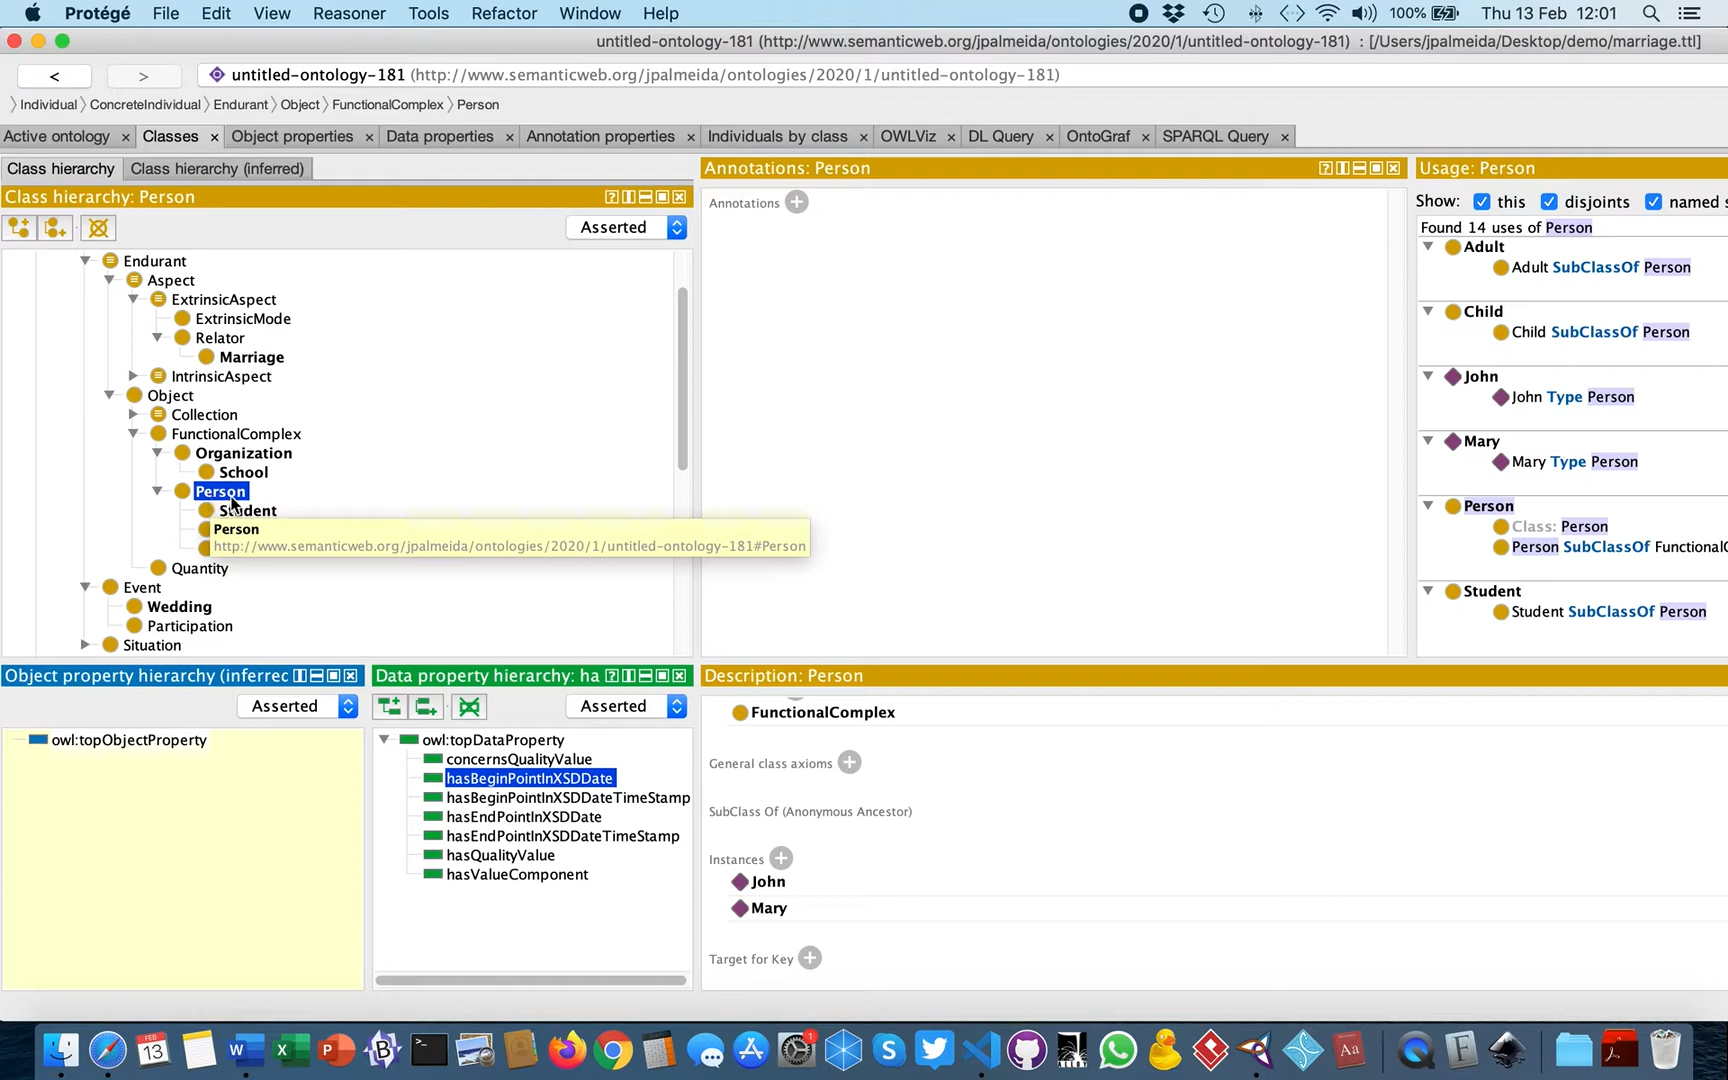 Protégé File Edit View Reasoner Tools Refactor Window Help 100% Thu 13 Feb 12:01
untitled-ontology-181 (http://www.semanticweb.org/jpalmeida/ontologies/2020/1/untitled-ontology-181) : [/Users/jpalmeida/Desktop/demo/marriage.ttl]
< > untitled-ontology-181 (http://www.semanticweb.org/jpalmeida/ontologies/2020/1/untitled-ontology-181)
Individual ConcreteIndividual Endurant Object FunctionalComplex Person
Active ontology × Classes × Object properties × Data properties × Annotation properties × Individuals by class × OWLViz × DL Query × OntoGraf × SPARQL Query ×
Class hierarchy Class hierarchy (inferred)
Class hierarchy: Person
Asserted
Endurant
Aspect
ExtrinsicAspect
ExtrinsicMode
Relator
Marriage
IntrinsicAspect
Object
Collection
FunctionalComplex
Organization
School
Person
Student
Person
http://www.semanticweb.org/jpalmeida/ontologies/2020/1/untitled-ontology-181#Person
Quantity
Event
Wedding
Participation
Situation
Annotations: Person
Annotations
Usage: Person
Show: this disjoints named s
Found 14 uses of Person
Adult
Adult SubClassOf Person
Child
Child SubClassOf Person
John
John Type Person
Mary
Mary Type Person
Person
Class: Person
Person SubClassOf FunctionalC
Student
Student SubClassOf Person
Object property hierarchy (inferrec
Asserted
owl:topObjectProperty
Data property hierarchy: ha
Asserted
owl:topDataProperty
concernsQualityValue
hasBeginPointInXSDDate
hasBeginPointInXSDDateTimeStamp
hasEndPointInXSDDate
hasEndPointInXSDDateTimeStamp
hasQualityValue
hasValueComponent
Description: Person
FunctionalComplex
General class axioms
SubClass Of (Anonymous Ancestor)
Instances
John
Mary
Target for Key
FEB
13
1